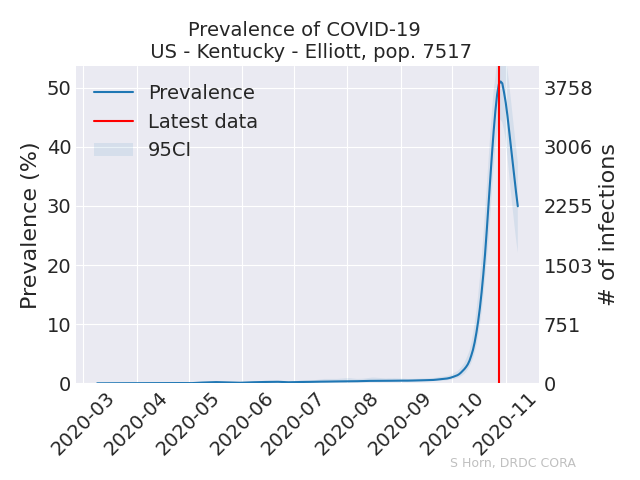 Prevalence of COVID-19
US - Kentucky - Elliott, pop. 7517
Prevalence
Latest data
95CI
Prevalence (%)
50
40
30
20
10
0
3758
3006
2255
1503
751
0
# of infections
2020-03
2020-04
2020-05
2020-06
2020-07
2020-08
2020-09
2020-10
2020-11
S Horn, DRDC CORA